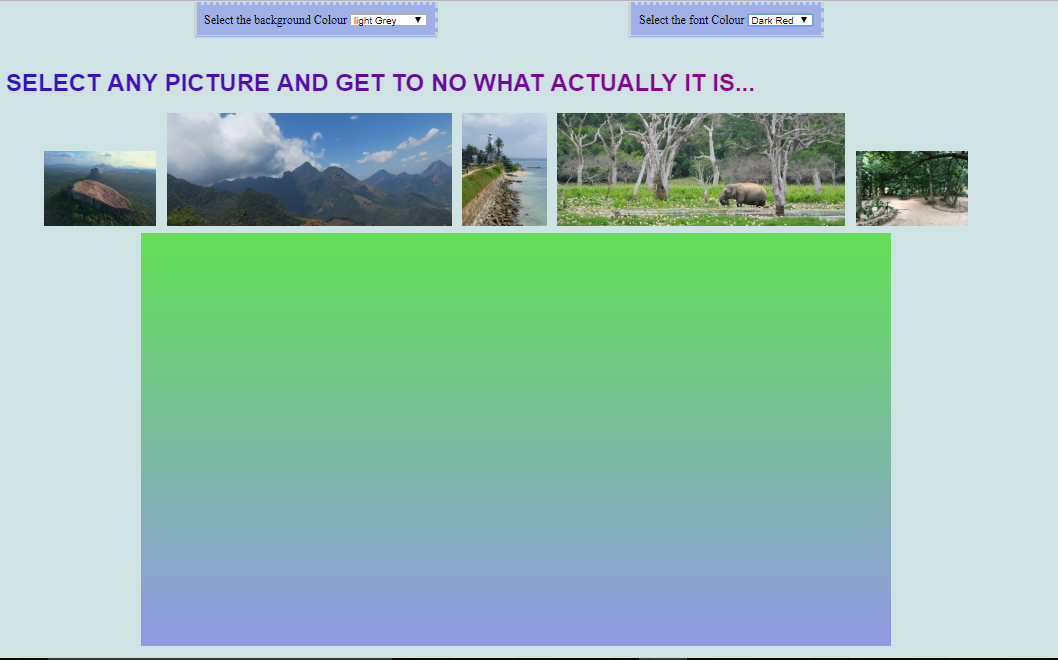 Select the background Colour light Grey
Select the font Colour Dark Red
SELECT ANY PICTURE AND GET TO NO WHAT ACTUALLY IT IS...